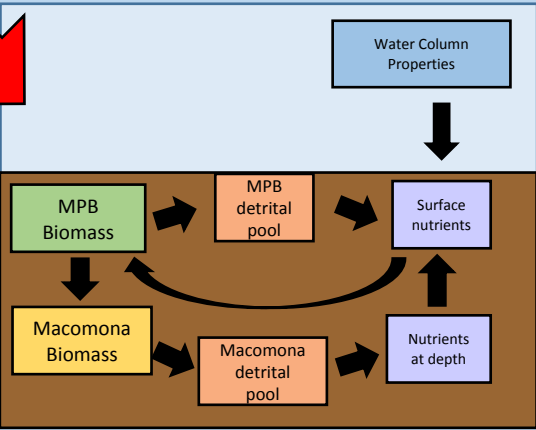 Water Column
Properties
MPB
Biomass
MPB
detrital
pool
Surface
nutrients
Macomona
Biomass
Macomona
detrital
pool
Nutrients
at depth